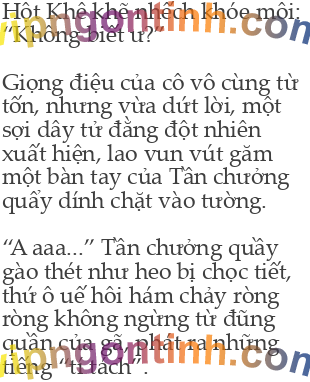 Hột Khê khẽ nhếch khóe môi:
“Không biết ư?”
Giọng điệu của cô vô cùng từ
tốn, nhưng vừa dứt lời, một
sợi dây tử đằng đột nhiên
xuất hiện, lao vun vút găm
một bàn tay của Tần chưởng
quẩy dính chặt vào tường.
“A aaa...” Tần chưởng quầy
gào thét như heo bị chọc tiết,
thứ ô uế hôi hám chảy ròng
ròng không ngừng từ đũng
quần của gã, phát ra những
tiếng “tí tách”.